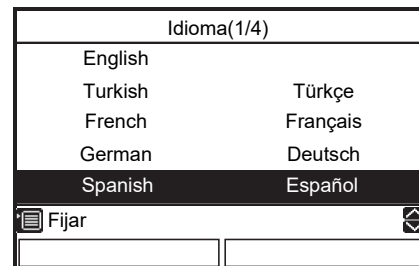 Idioma(1/4)
English
Turkish Türkçe
French Français
German Deutsch
Spanish Español
Fijar